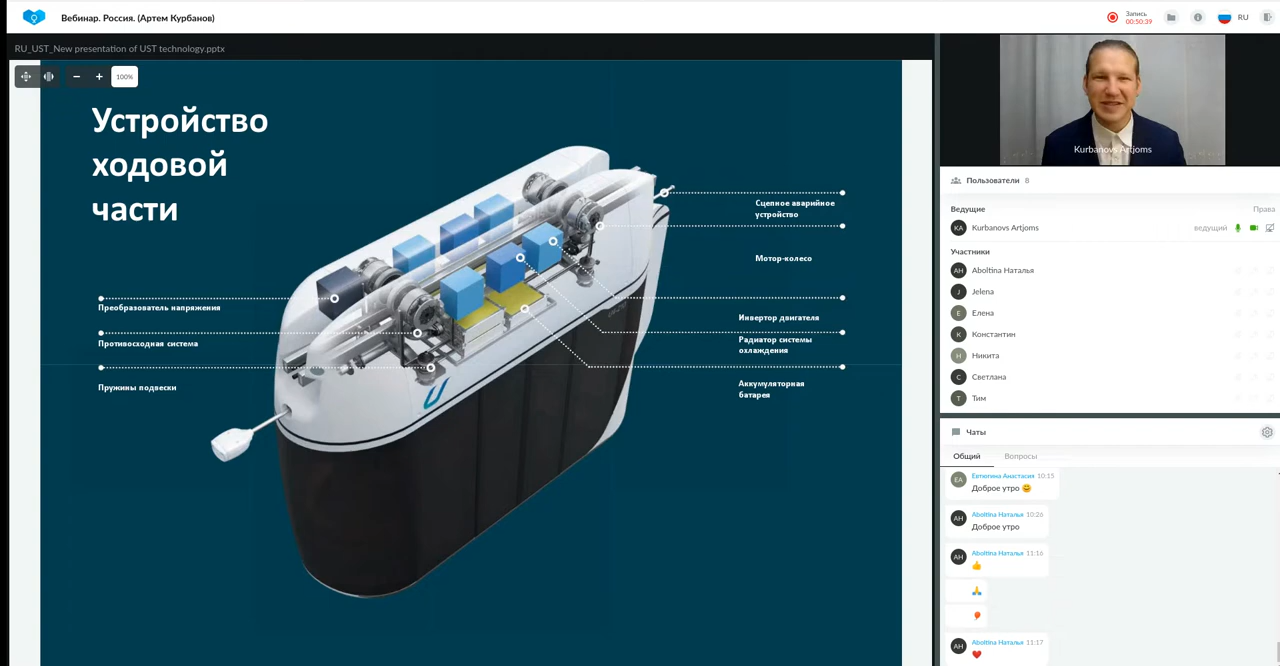 Вебинар. Россия. (Артем Курбанов)
Запись
00:50:39
RU
RU_UST_New presentation of UST technology.pptx
100%
Устройство
ходовой
части
Сцепное аварийное
устройство
Мотор-колесо
Преобразователь напряжения
Инвертор двигателя
Противосходная система
Радиатор системы
охлаждения
Пружины подвески
Аккумуляторная
батарея
Kurbanovs Artjoms
Пользователи 8
Ведущие Права
KA Kurbanovs Artjoms ведущий
Участники
AH Aboltina Наталья
J Jelena
Е Елена
К Константин
Н Никита
С Светлана
Т Тим
Чаты
Общий Вопросы
ЕА Евтюгина Анастасия 10:15
Доброе утро 😊
AH Aboltina Наталья 10:26
Доброе утро
AH Aboltina Наталья 11:16
👍
🙏
🎈
AH Aboltina Наталья 11:17
❤️